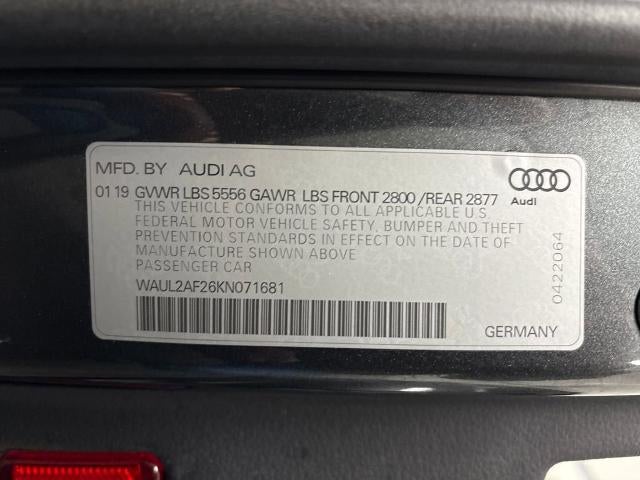 MFD. BY AUDI AG
01 19 GVWR LBS 5556 GAWR LBS FRONT 2800 /REAR 2877
THIS VEHICLE CONFORMS TO ALL APPLICABLE U.S.
FEDERAL MOTOR VEHICLE SAFETY, BUMPER AND THEFT
PREVENTION STANDARDS IN EFFECT ON THE DATE OF
MANUFACTURE SHOWN ABOVE
PASSENGER CAR
WAUL2AF26KN071681
Audi
0422064
GERMANY